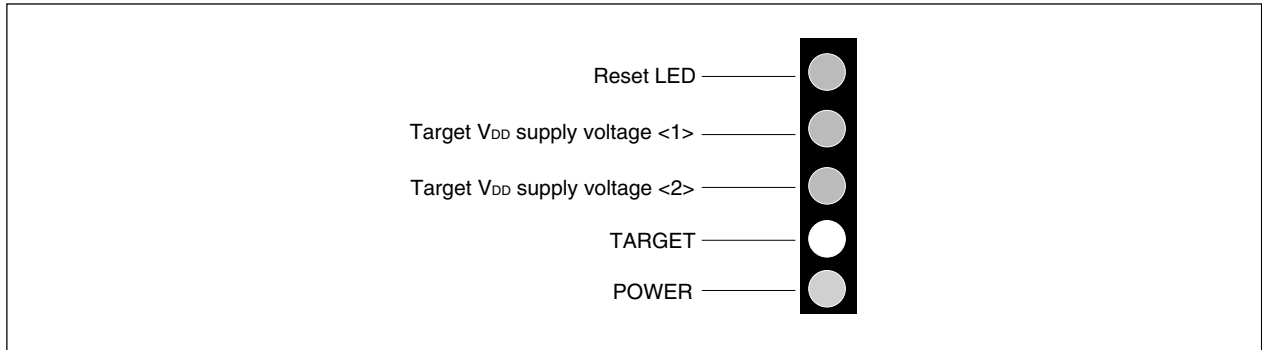 Reset LED
Target VDD supply voltage <1>
Target VDD supply voltage <2>
TARGET
POWER